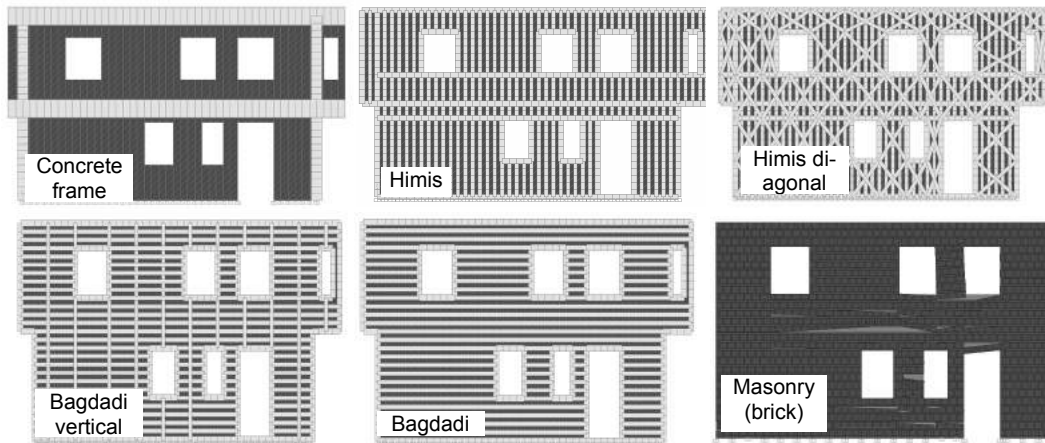 Concrete
frame
Himis
Himis di-
agonal
Bagdadi
vertical
Bagdadi
Masonry
(brick)